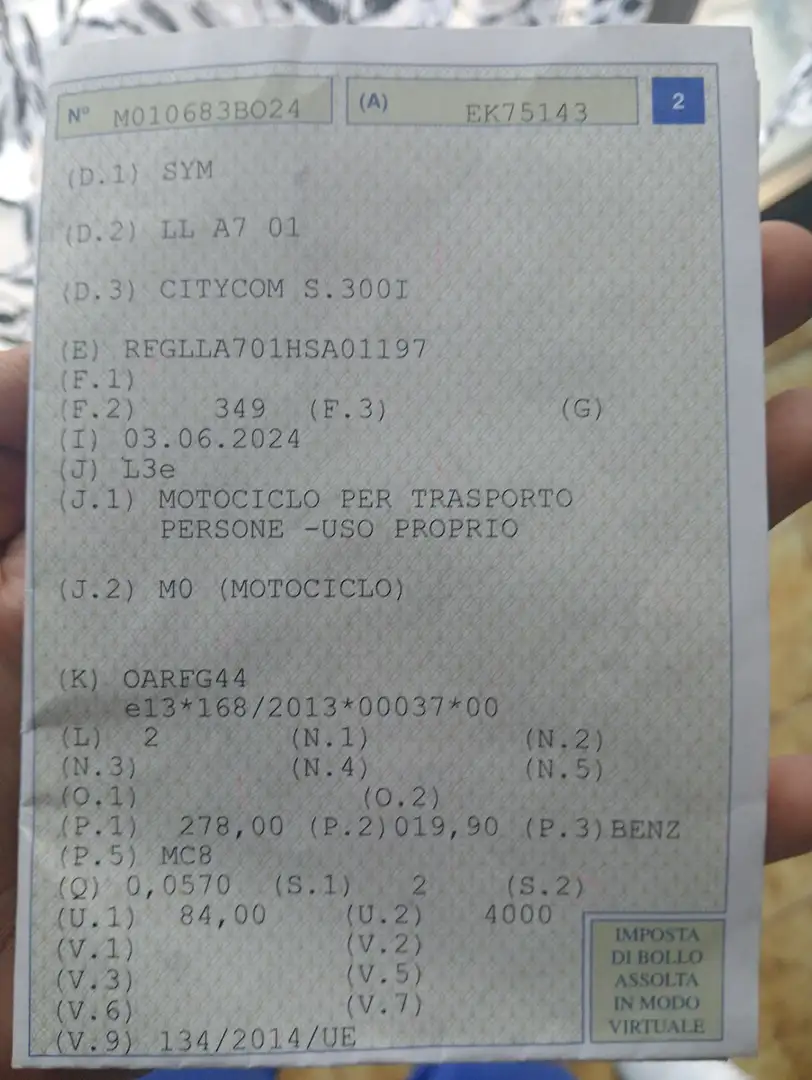 N° M010683BO24 (A) EK75143 2
(D.1) SYM
(D.2) LL A7 01
(D.3) CITYCOM S.300I
(E) RFGLLA701HSA01197
(F.1)
(F.2) 349 (F.3) (G)
(I) 03.06.2024
(J) L3e
(J.1) MOTOCICLO PER TRASPORTO
PERSONE -USO PROPRIO
(J.2) M0 (MOTOCICLO)
(K) OARFG44
e13*168/2013*00037*00
(L) 2 (N.1) (N.2)
(N.3) (N.4) (N.5)
(O.1) (O.2)
(P.1) 278,00 (P.2)019,90 (P.3)BENZ
(P.5) MC8
(Q) 0,0570 (S.1) 2 (S.2)
(U.1) 84,00 (U.2) 4000
(V.1) (V.2)
(V.3) (V.5)
(V.6) (V.7)
(V.9) 134/2014/UE
IMPOSTA
DI BOLLO
ASSOLTA
IN MODO
VIRTUALE